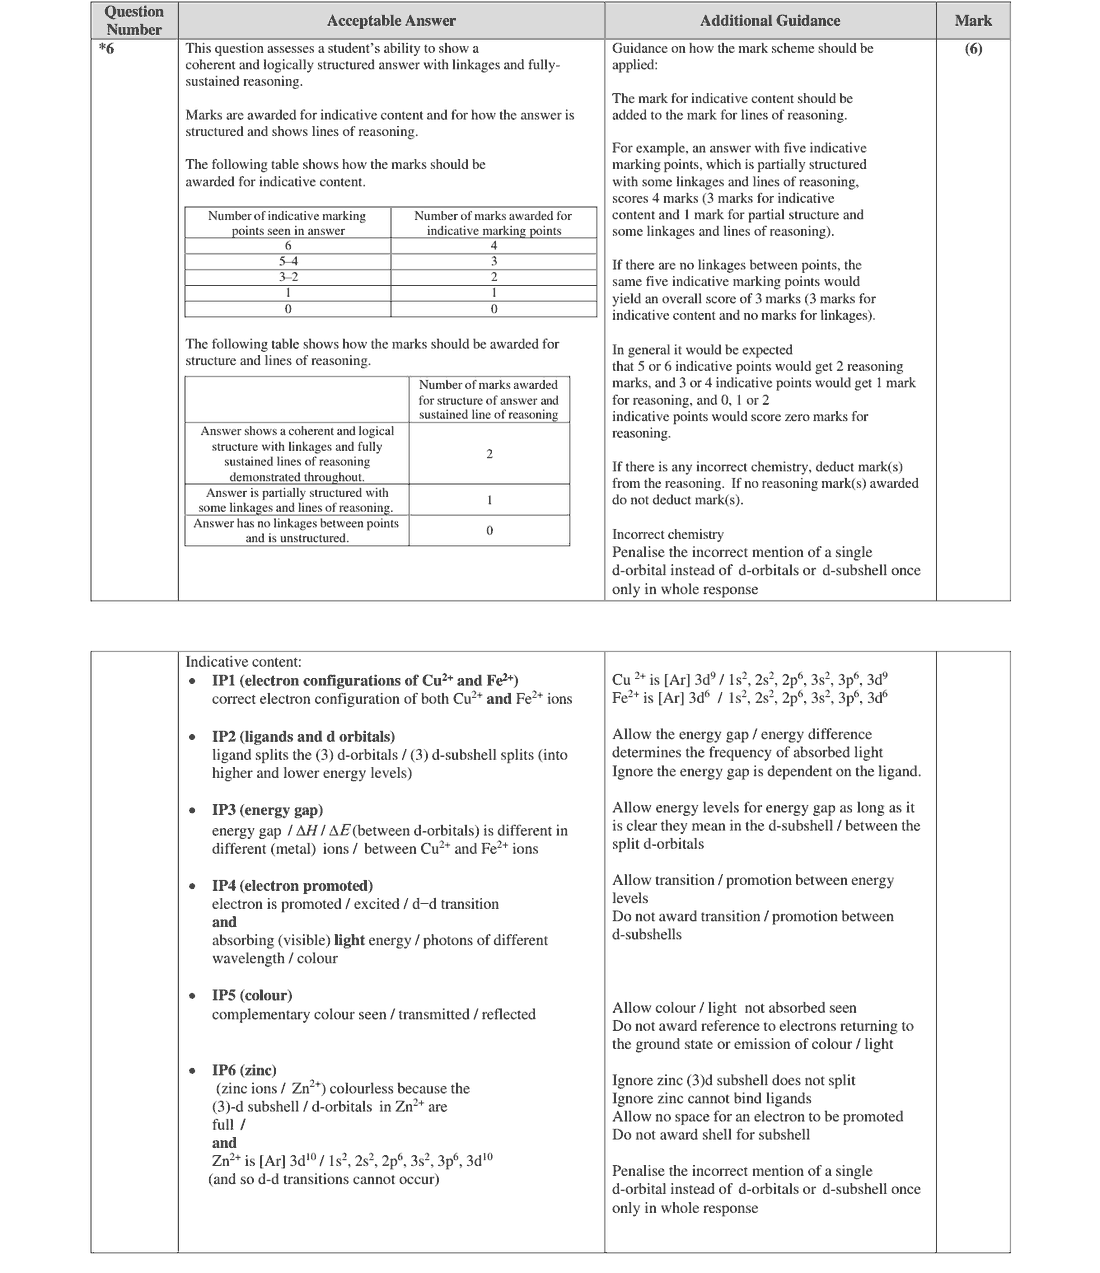 Question Number
Acceptable Answer
Additional Guidance
Mark
*6
This question assesses a student's ability to show a
coherent and logically structured answer with linkages and fully-
sustained reasoning.
Marks are awarded for indicative content and for how the answer is
structured and shows lines of reasoning.
The following table shows how the marks should be
awarded for indicative content.
Number of indicative marking
points seen in answer
Number of marks awarded for
indicative marking points
6 4
5–4 3
3–2 2
1 1
0 0
The following table shows how the marks should be awarded for
structure and lines of reasoning.
Number of marks awarded
for structure of answer and
sustained line of reasoning
Answer shows a coherent and logical
structure with linkages and fully
sustained lines of reasoning
demonstrated throughout.
2
Answer is partially structured with
some linkages and lines of reasoning.
1
Answer has no linkages between points
and is unstructured.
0
Guidance on how the mark scheme should be
applied:
The mark for indicative content should be
added to the mark for lines of reasoning.
For example, an answer with five indicative
marking points, which is partially structured
with some linkages and lines of reasoning,
scores 4 marks (3 marks for indicative
content and 1 mark for partial structure and
some linkages and lines of reasoning).
If there are no linkages between points, the
same five indicative marking points would
yield an overall score of 3 marks (3 marks for
indicative content and no marks for linkages).
In general it would be expected
that 5 or 6 indicative points would get 2 reasoning
marks, and 3 or 4 indicative points would get 1 mark
for reasoning, and 0, 1 or 2
indicative points would score zero marks for
reasoning.
If there is any incorrect chemistry, deduct mark(s)
from the reasoning. If no reasoning mark(s) awarded
do not deduct mark(s).
Incorrect chemistry
Penalise the incorrect mention of a single
d-orbital instead of d-orbitals or d-subshell once
only in whole response
(6)
Indicative content:
• IP1 (electron configurations of Cu²⁺ and Fe²⁺)
correct electron configuration of both Cu²⁺ and Fe²⁺ ions
• IP2 (ligands and d orbitals)
ligand splits the (3) d-orbitals / (3) d-subshell splits (into
higher and lower energy levels)
• IP3 (energy gap)
energy gap / ΔH / ΔE (between d-orbitals) is different in
different (metal) ions / between Cu²⁺ and Fe²⁺ ions
• IP4 (electron promoted)
electron is promoted / excited / d–d transition
and
absorbing (visible) light energy / photons of different
wavelength / colour
• IP5 (colour)
complementary colour seen / transmitted / reflected
• IP6 (zinc)
(zinc ions / Zn²⁺) colourless because the
(3)-d subshell / d-orbitals in Zn²⁺ are
full /
and
Zn²⁺ is [Ar] 3d¹⁰ / 1s², 2s², 2p⁶, 3s², 3p⁶, 3d¹⁰
(and so d-d transitions cannot occur)
Cu ²⁺ is [Ar] 3d⁹ / 1s², 2s², 2p⁶, 3s², 3p⁶, 3d⁹
Fe²⁺ is [Ar] 3d⁶ / 1s², 2s², 2p⁶, 3s², 3p⁶, 3d⁶
Allow the energy gap / energy difference
determines the frequency of absorbed light
Ignore the energy gap is dependent on the ligand.
Allow energy levels for energy gap as long as it
is clear they mean in the d-subshell / between the
split d-orbitals
Allow transition / promotion between energy
levels
Do not award transition / promotion between
d-subshells
Allow colour / light not absorbed seen
Do not award reference to electrons returning to
the ground state or emission of colour / light
Ignore zinc (3)d subshell does not split
Ignore zinc cannot bind ligands
Allow no space for an electron to be promoted
Do not award shell for subshell
Penalise the incorrect mention of a single
d-orbital instead of d-orbitals or d-subshell once
only in whole response